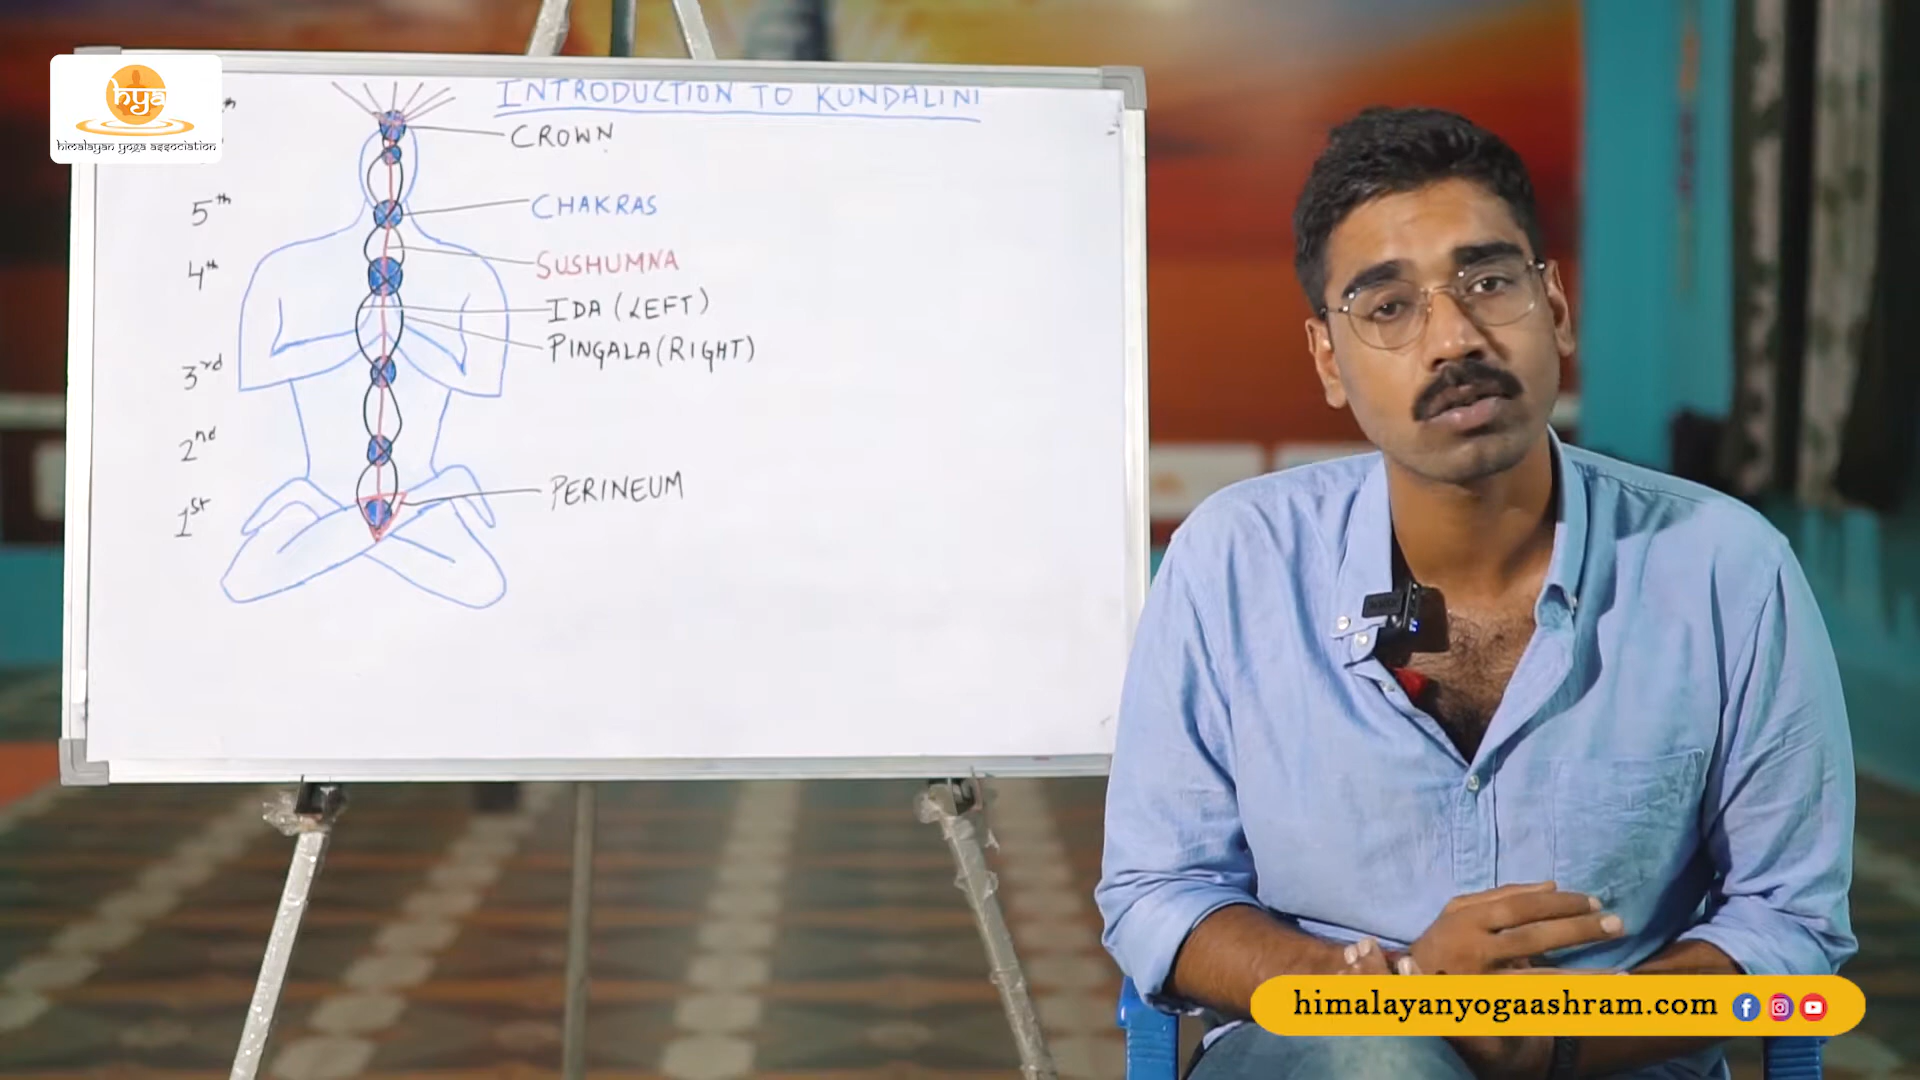 hya
himalayan yoga association
INTRODUCTION TO KUNDALINI
CROWN
5th
CHAKRAS
4th
SUSHUMNA
IDA (LEFT)
PINGALA (RIGHT)
3rd
2nd
1st
PERINEUM
himalayanyogaashram.com